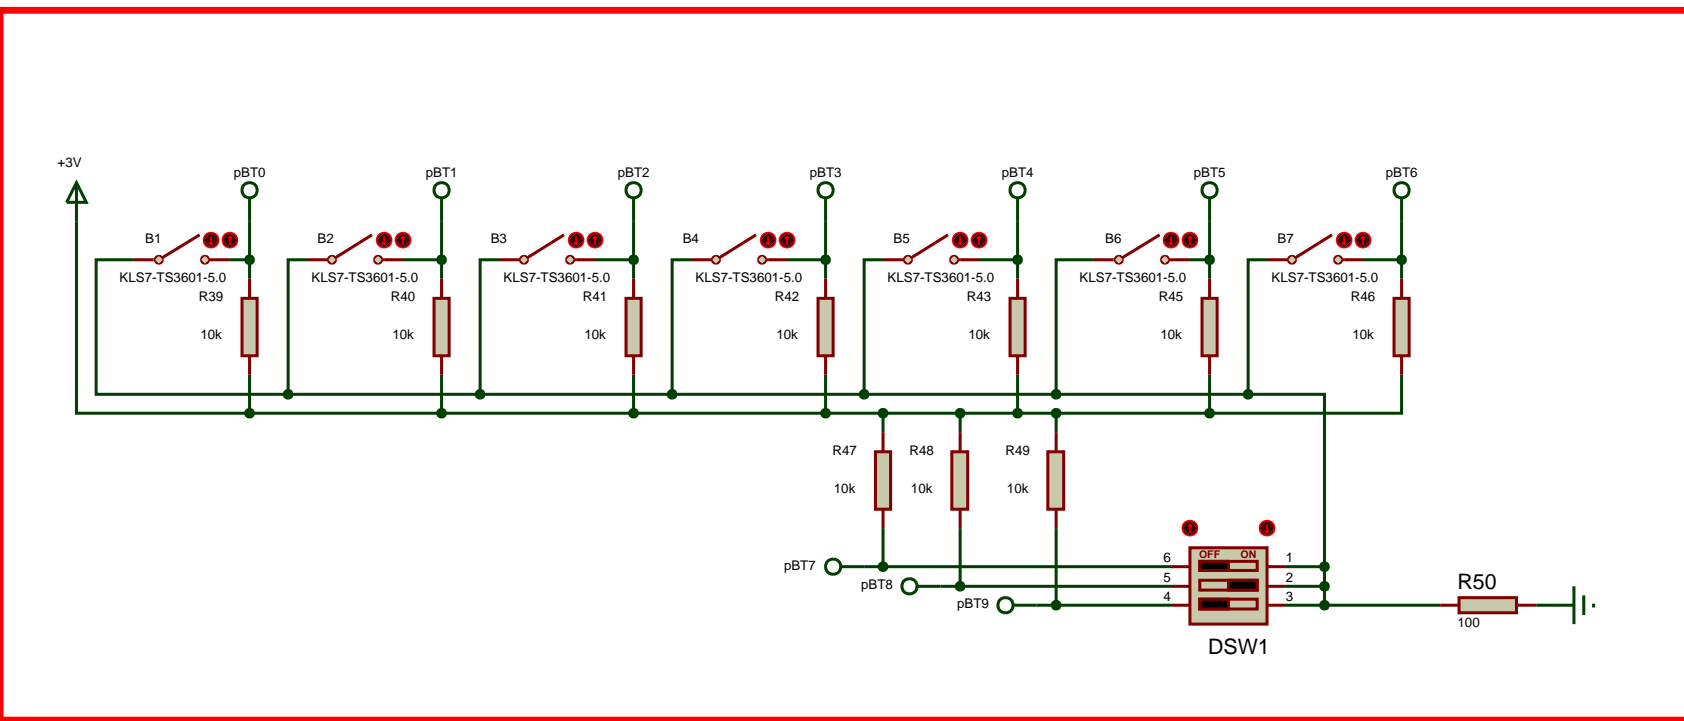 +3V
pBT0 pBT1 pBT2 pBT3 pBT4 pBT5 pBT6
B1 B2 B3 B4 B5 B6 B7
KLS7-TS3601-5.0 KLS7-TS3601-5.0 KLS7-TS3601-5.0 KLS7-TS3601-5.0 KLS7-TS3601-5.0 KLS7-TS3601-5.0 KLS7-TS3601-5.0
R39 R40 R41 R42 R43 R45 R46
10k 10k 10k 10k 10k 10k 10k
R47 R48 R49
10k 10k 10k
OFF ON
pBT7 6 1
pBT8 5 2
pBT9 4 3
R50
100
DSW1